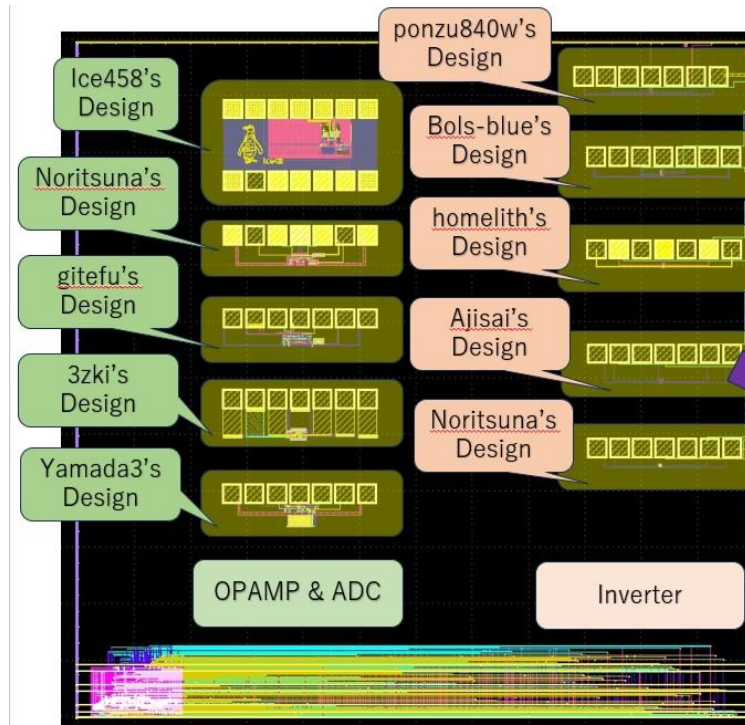 Ice458’s
Design
Noritsuna’s
Design
gitefu’s
Design
3zki’s
Design
Yamada3’s
Design
OPAMP & ADC
ponzu840w’s
Design
Bols-blue’s
Design
homelith’s
Design
Ajisai’s
Design
Noritsuna’s
Design
Inverter